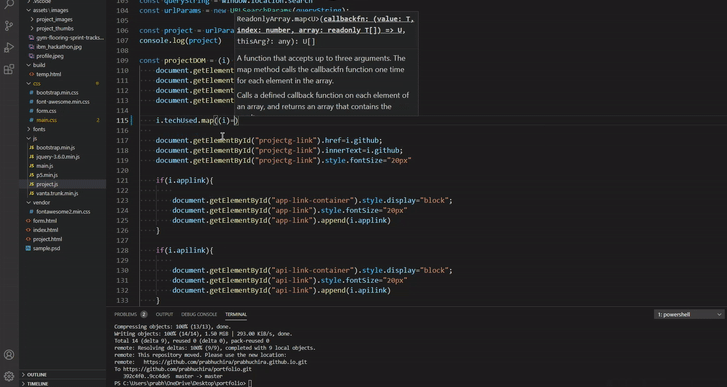 .vscode
assets \ images
project_images
project_thumbs
gym-flooring-sprint-tracks...
ibm_hackathon.jpg
profile.jpeg
build
temp.html
css
bootstrap.min.css
font-awesome.min.css
form.css
main.css 2
fonts
js
bootstrap.min.js
jquery-3.6.0.min.js
main.js
p5.min.js
project.js
vanta.trunk.min.js
vendor
fontawesome2.min.css
form.html
index.html
project.html
sample.psd
OUTLINE
TIMELINE
103 const queryString = window.location.search
104 const urlParams = new URLSearchParams(queryString);
105
106 const project = urlPara
107 console.log(project)
108
109 const projectDOM = (i)
110 document.getElement
111 document.getElement
112 document.getElement
113 document.getElement
114
115 i.techUsed.map((i)=)
116
117 document.getElementById("projectg-link").href=i.github;
118 document.getElementById("projectg-link").innerText=i.github;
119 document.getElementById("projectg-link").style.fontSize="20px"
120
121 if(i.applink){
122
123 document.getElementById("app-link-container").style.display="block";
124 document.getElementById("app-link").style.fontSize="20px"
125 document.getElementById("app-link").append(i.applink)
126 }
127
128 if(i.apilink){
129
130 document.getElementById("api-link-container").style.display="block";
131 document.getElementById("api-link").style.fontSize="20px"
132 document.getElementById("api-link").append(i.apilink)
133 }
ReadonlyArray.map<U>(callbackfn: (value: T,
index: number, array: readonly T[]) => U,
thisArg?: any): U[]
A function that accepts up to three arguments. The
map method calls the callbackfn function one time
for each element in the array.
Calls a defined callback function on each element of
an array, and returns an array that contains the
PROBLEMS 2 OUTPUT DEBUG CONSOLE TERMINAL 1: powershell
Compressing objects: 100% (13/13), done.
Writing objects: 100% (14/14), 1.50 MiB | 293.00 KiB/s, done.
Total 14 (delta 9), reused 0 (delta 0), pack-reused 0
remote: Resolving deltas: 100% (9/9), completed with 9 local objects.
remote: This repository moved. Please use the new location:
remote: https://github.com/prabhuchira/prabhuchira.github.io.git
To https://github.com/prabhuchira/portfolio.git
392c4f0..9cc4de5 master -> master
PS C:\Users\prabh\OneDrive\Desktop\portfolio>